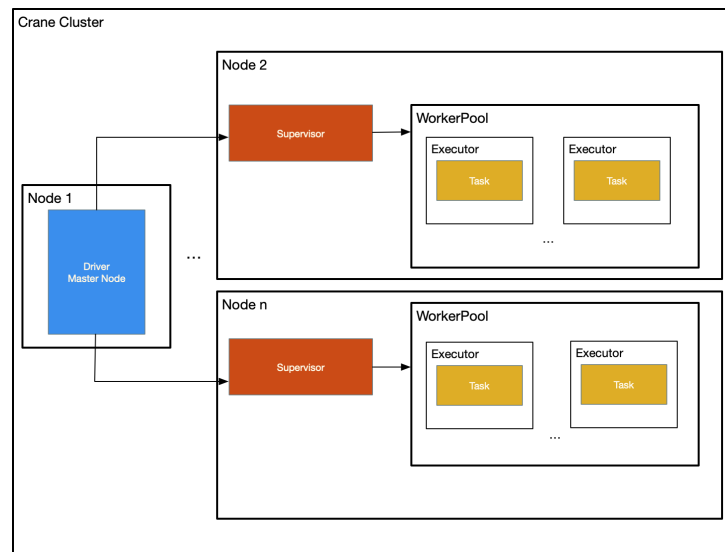 Crane Cluster
Node 2
Supervisor
WorkerPool
Executor
Task
Executor
Task
...
Node 1
Driver
Master Node
...
Node n
Supervisor
WorkerPool
Executor
Task
Executor
Task
...